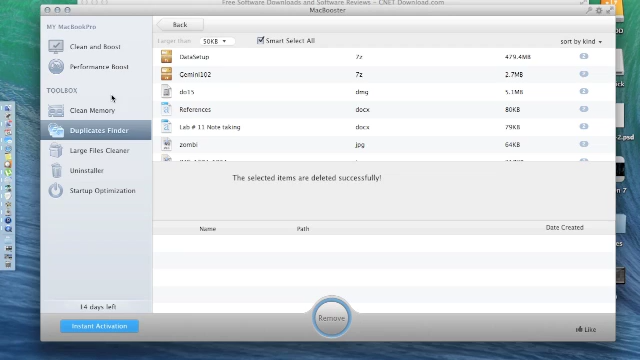 Free Software Downloads and Software Reviews - CNET Download.com
MacBooster
MY MacBookPro
Clean and Boost
Performance Boost
TOOLBOX
Clean Memory
Duplicates Finder
Large Files Cleaner
Uninstaller
Startup Optimization
14 days left
Instant Activation
Back
Larger than 50KB
Smart Select All
sort by kind
DataSetup 7z 479.4MB
Gemini102 7z 2.7MB
do15 dmg 5.1MB
References docx 80KB
Lab # 11 Note taking docx 79KB
zombi jpg 64KB
The selected items are deleted successfully!
Name Path Date Created
Remove
Like